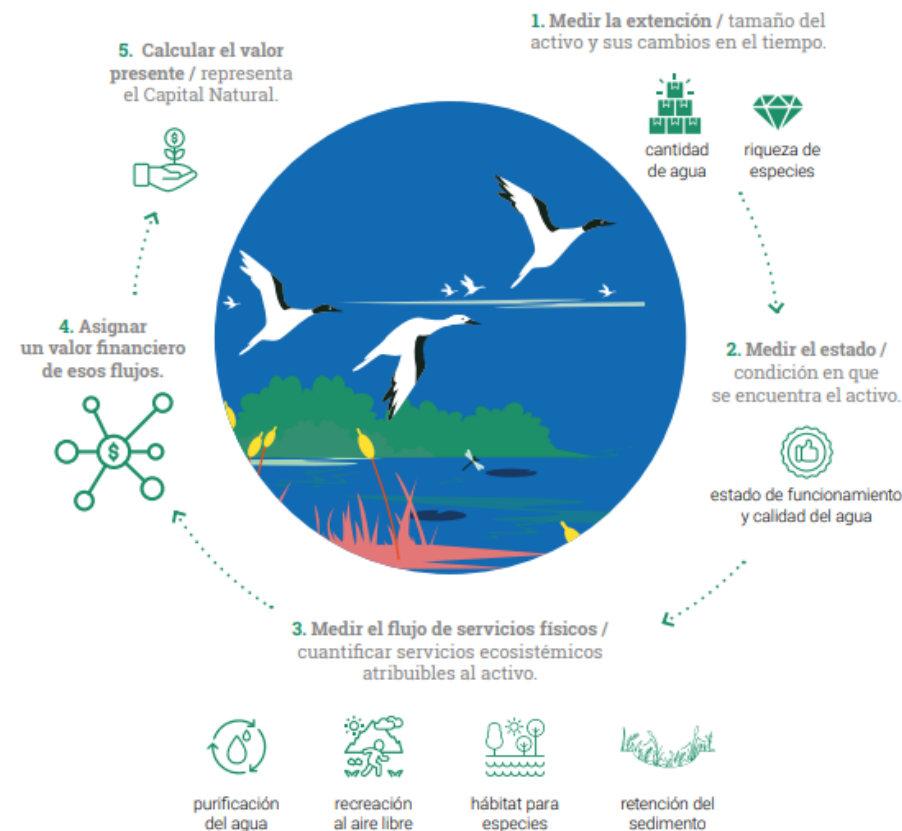 1. Medir la extención / tamaño del
activo y sus cambios en el tiempo.
cantidad
de agua
riqueza de
especies
2. Medir el estado /
condición en que
se encuentra el activo.
estado de funcionamiento
y calidad del agua
3. Medir el flujo de servicios físicos /
cuantificar servicios ecosistémicos
atribuibles al activo.
purificación
del agua
recreación
al aire libre
hábitat para
especies
retención del
sedimento
4. Asignar
un valor financiero
de esos flujos.
$
5. Calcular el valor
presente / representa
el Capital Natural.
$